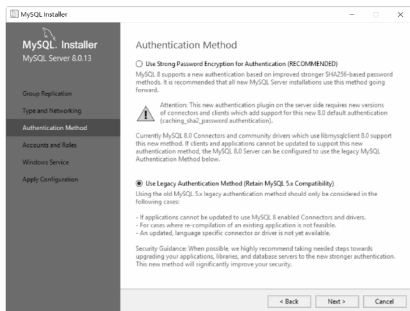 MySQL Installer
MySQL. Installer
MySQL Server 8.0.13
Group Replication
Type and Networking
Authentication Method
Accounts and Roles
Windows Service
Apply Configuration
Authentication Method
Use Strong Password Encryption for Authentication (RECOMMENDED)
MySQL 8 supports a new authentication based on improved stronger SHA256-based password
methods. It is recommended that all new MySQL Server installations use this method going
forward.
Attention: This new authentication plugin on the server side requires new versions
of connectors and clients which add support for this new 8.0 default authentication
(caching_sha2_password authentication).
Currently MySQL 8.0 Connectors and community drivers which use libmysqlclient 8.0 support
this new method. If clients and applications cannot be updated to support this new
authentication method, the MySQL 8.0 Server can be configured to use the legacy MySQL
Authentication Method below.
Use Legacy Authentication Method (Retain MySQL 5.x Compatibility)
Using the old MySQL 5.x legacy authentication method should only be considered in the
following cases:
- If applications cannot be updated to use MySQL 8 enabled Connectors and drivers.
- For cases where re-compilation of an existing application is not feasible.
- An updated, language specific connector or driver is not yet available.
Security Guidance: When possible, we highly recommend taking needed steps towards
upgrading your applications, libraries, and database servers to the new stronger authentication.
This new method will significantly improve your security.
< Back
Next >
Cancel